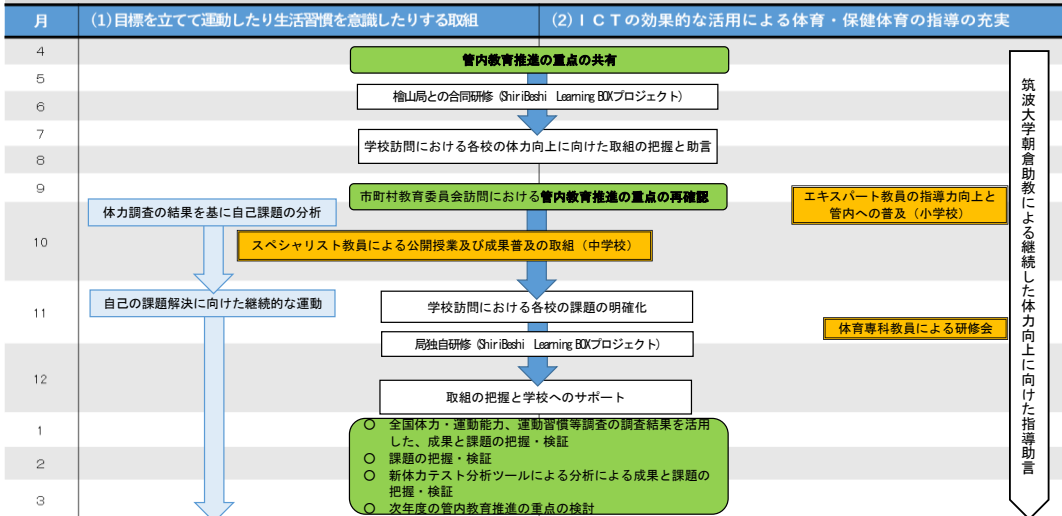 月
(1)目標を立てて運動したり生活習慣を意識したりする取組
(2)ＩＣＴの効果的な活用による体育・保健体育の指導の充実
4
管内教育推進の重点の共有
5
檜山局との合同研修（ShiriBeshi Learning BOXプロジェクト）
6
7
学校訪問における各校の体力向上に向けた取組の把握と助言
8
9
市町村教育委員会訪問における管内教育推進の重点の再確認
エキスパート教員の指導力向上と
管内への普及（小学校）
体力調査の結果を基に自己課題の分析
10
スペシャリスト教員による公開授業及び成果普及の取組（中学校）
自己の課題解決に向けた継続的な運動
学校訪問における各校の課題の明確化
11
体育専科教員による研修会
局独自研修（ShiriBeshi Learning BOXプロジェクト）
12
取組の把握と学校へのサポート
1
○ 全国体力・運動能力、運動習慣等調査の調査結果を活用
した、成果と課題の把握・検証
2
○ 課題の把握・検証
○ 新体力テスト分析ツールによる分析による成果と課題の
把握・検証
3
○ 次年度の管内教育推進の重点の検討
筑波大学朝倉助教による継続した体力向上に向けた指導助言